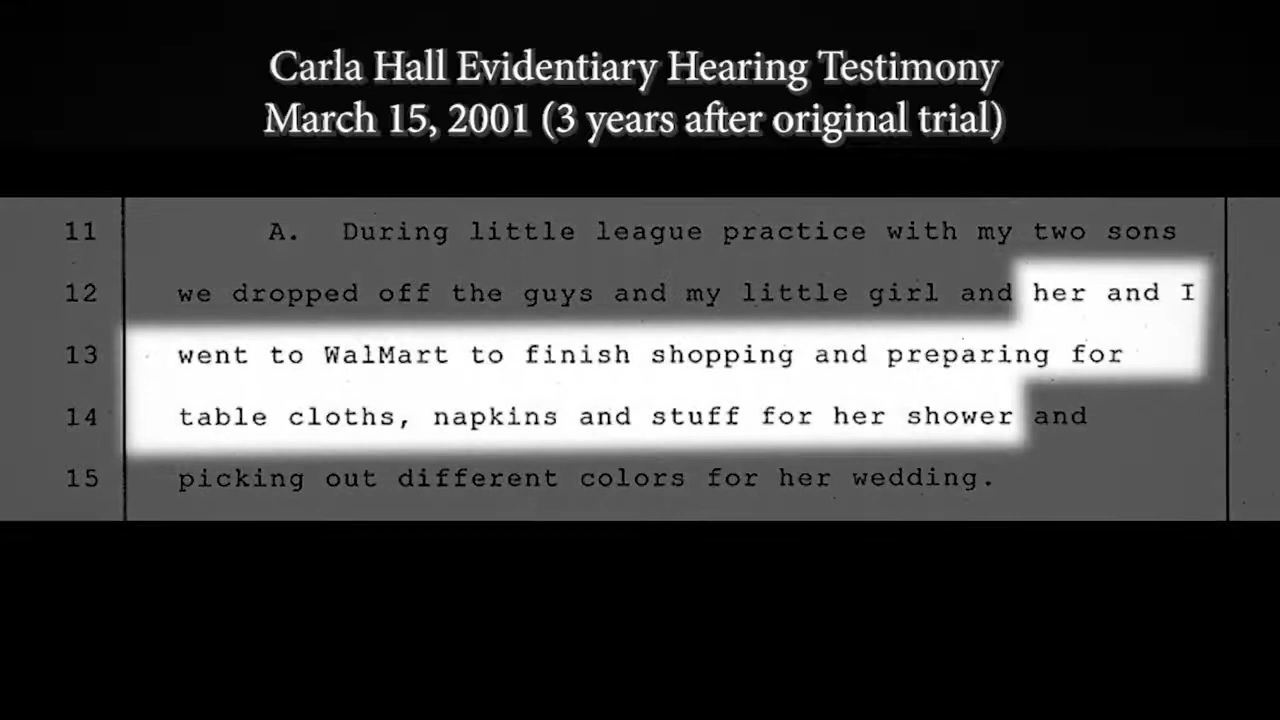 Carla Hall Evidentiary Hearing Testimony
March 15, 2001 (3 years after original trial)
11 A. During little league practice with my two sons
12 we dropped off the guys and my little girl and her and I
13 went to WalMart to finish shopping and preparing for
14 table cloths, napkins and stuff for her shower and
15 picking out different colors for her wedding.